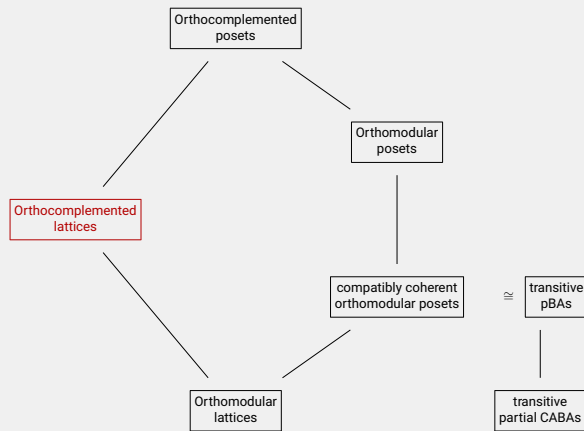 Orthocomplemented
posets
Orthomodular
posets
Orthocomplemented
lattices
compatibly coherent
orthomodular posets
≅
transitive
pBAs
Orthomodular
lattices
transitive
partial CABAs